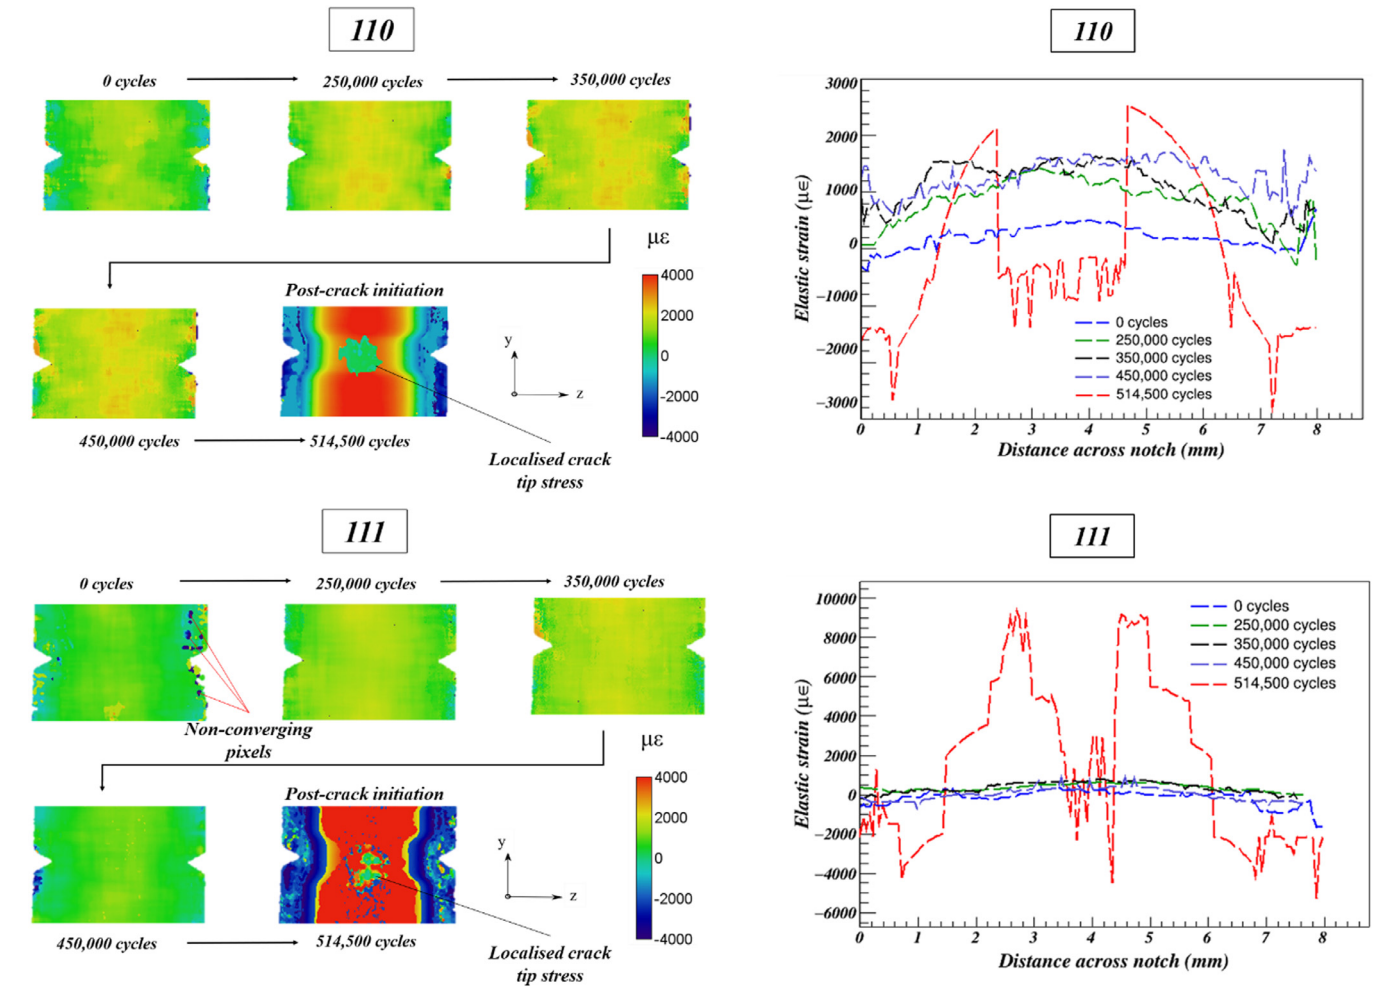 110
0 cycles
250,000 cycles
350,000 cycles
με
4000
2000
0
-2000
-4000
Post-crack initiation
y
z
450,000 cycles
514,500 cycles
Localised crack
tip stress
110
3000
2000
1000
0
−1000
−2000
−3000
Elastic strain (με)
0 cycles
250,000 cycles
350,000 cycles
450,000 cycles
514,500 cycles
0 1 2 3 4 5 6 7 8
Distance across notch (mm)
111
0 cycles
250,000 cycles
350,000 cycles
Non-converging
pixels
με
4000
2000
0
-2000
-4000
Post-crack initiation
y
z
450,000 cycles
514,500 cycles
Localised crack
tip stress
111
10000
8000
6000
4000
2000
0
−2000
−4000
−6000
Elastic strain (με)
0 cycles
250,000 cycles
350,000 cycles
450,000 cycles
514,500 cycles
0 1 2 3 4 5 6 7 8
Distance across notch (mm)